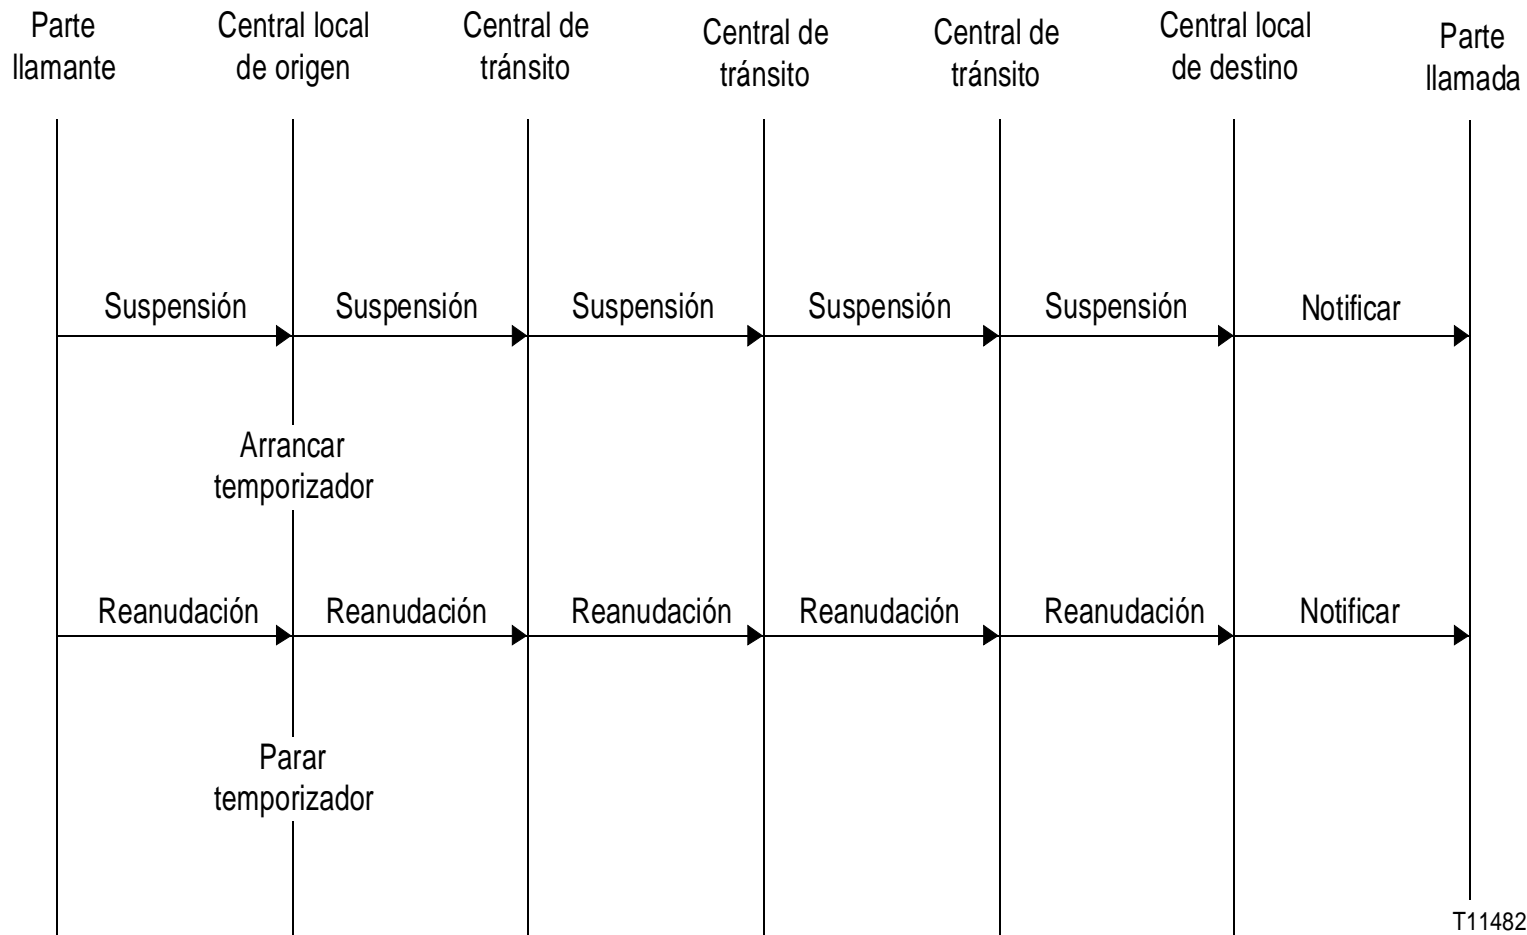 Parte
llamante
Central local
de origen
Central de
tránsito
Central de
tránsito
Central de
tránsito
Central local
de destino
Parte
llamada
Suspensión
Suspensión
Suspensión
Suspensión
Suspensión
Notificar
Arrancar
temporizador
Reanudación
Reanudación
Reanudación
Reanudación
Reanudación
Notificar
Parar
temporizador
T11482